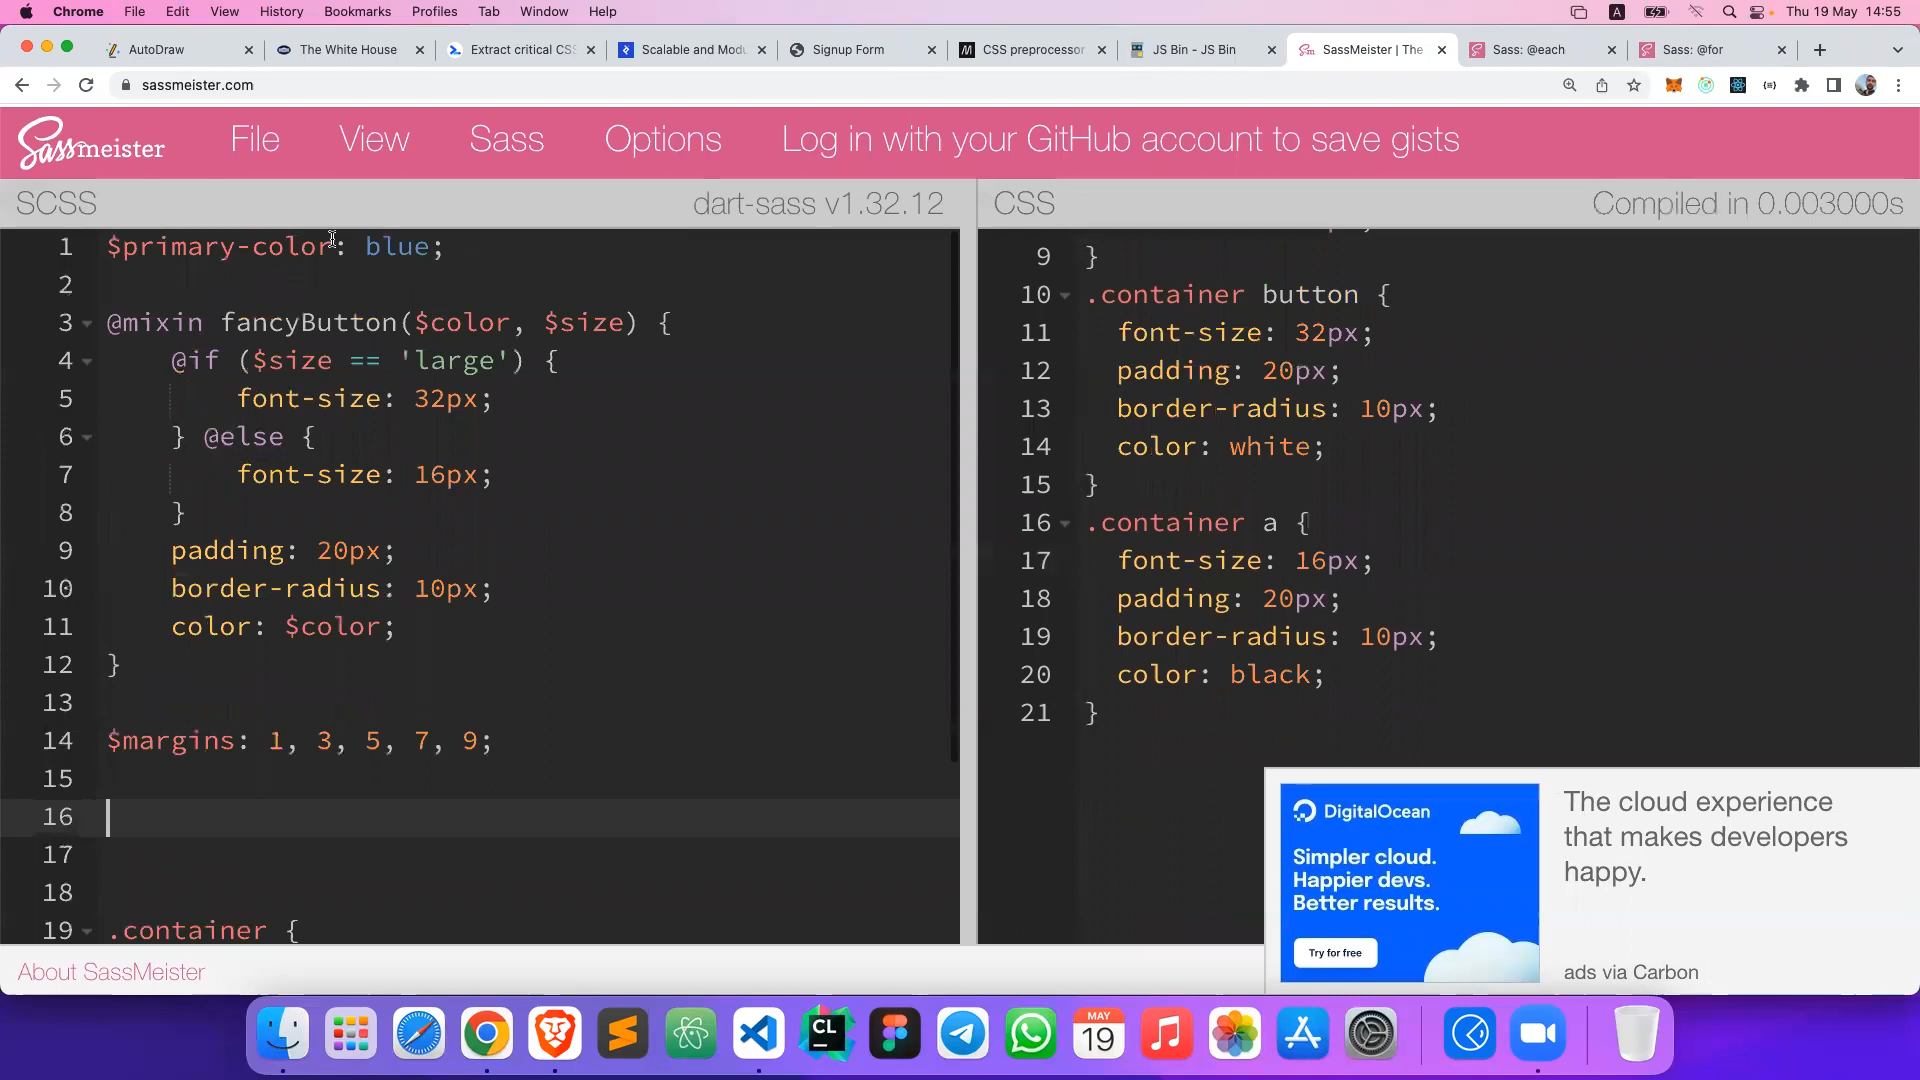 Chrome File Edit View History Bookmarks Profiles Tab Window Help A Thu 19 May 14:55
AutoDraw The White House Extract critical CSS Scalable and Modu Signup Form CSS preprocessor JS Bin - JS Bin SassMeister | The Sass: @each Sass: @for
sassmeister.com
Sassmeister File View Sass Options Log in with your GitHub account to save gists
SCSS dart-sass v1.32.12
1 $primary-color: blue;
2
3 @mixin fancyButton($color, $size) {
4 @if ($size == 'large') {
5 font-size: 32px;
6 } @else {
7 font-size: 16px;
8 }
9 padding: 20px;
10 border-radius: 10px;
11 color: $color;
12 }
13
14 $margins: 1, 3, 5, 7, 9;
15
16
17
18
19 .container {
CSS Compiled in 0.003000s
9 }
10 .container button {
11 font-size: 32px;
12 padding: 20px;
13 border-radius: 10px;
14 color: white;
15 }
16 .container a {
17 font-size: 16px;
18 padding: 20px;
19 border-radius: 10px;
20 color: black;
21 }
DigitalOcean
Simpler cloud.
Happier devs.
Better results.
Try for free
The cloud experience
that makes developers
happy.
ads via Carbon
About SassMeister
CL
MAY
19